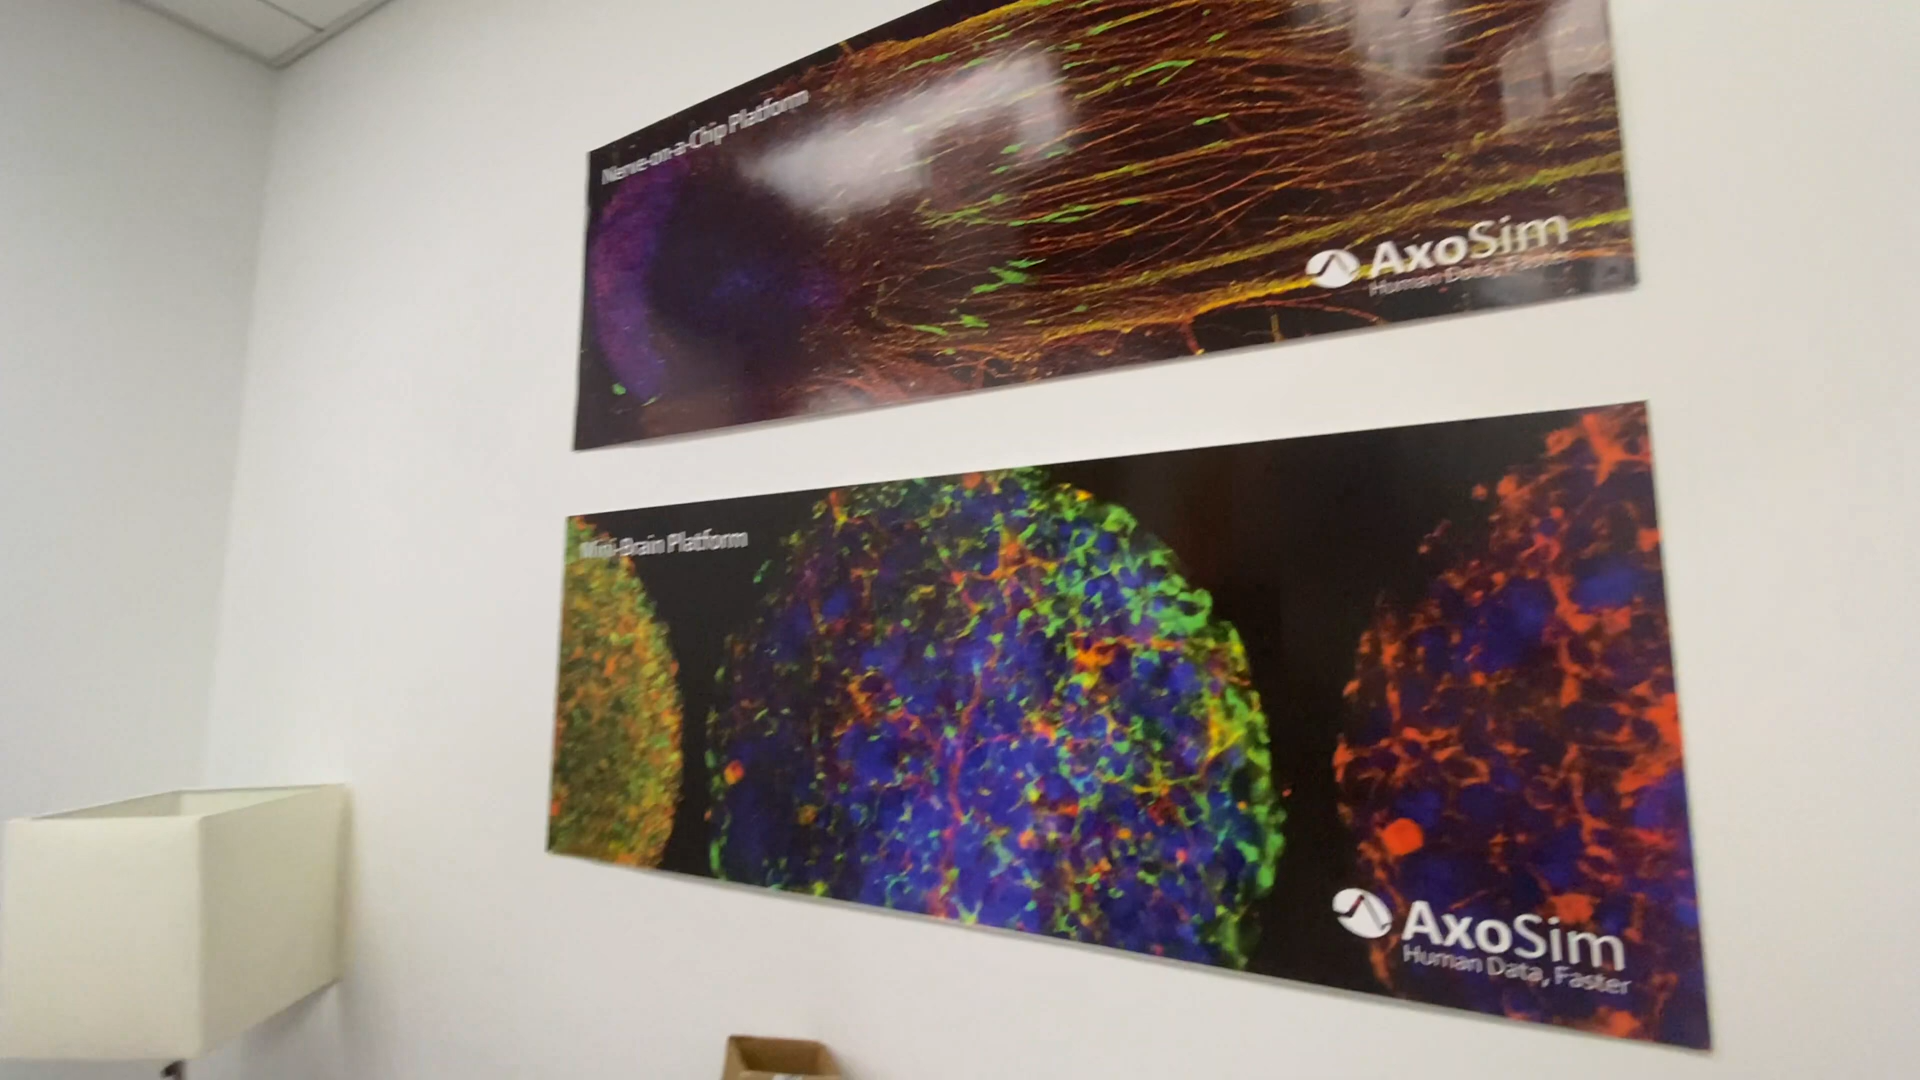 Nerve-on-a-Chip Platform
AxoSim
Human Data, Faster
Mini-Brain Platform
AxoSim
Human Data, Faster